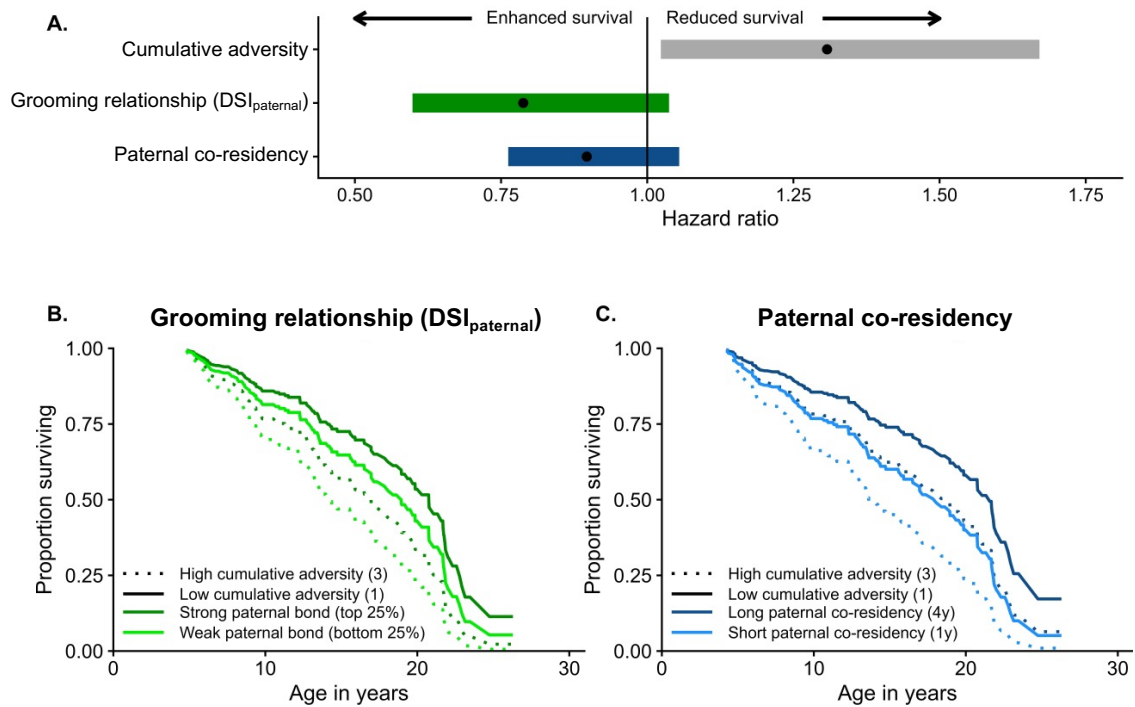 A.
Enhanced survival Reduced survival
Cumulative adversity
Grooming relationship (DSIpaternal)
Paternal co-residency
0.50 0.75 1.00 1.25 1.50 1.75
Hazard ratio
B. Grooming relationship (DSIpaternal)
Proportion surviving
1.00
0.75
0.50
0.25
0.00
High cumulative adversity (3)
Low cumulative adversity (1)
Strong paternal bond (top 25%)
Weak paternal bond (bottom 25%)
0 10 20 30
Age in years
C. Paternal co-residency
Proportion surviving
1.00
0.75
0.50
0.25
0.00
High cumulative adversity (3)
Low cumulative adversity (1)
Long paternal co-residency (4y)
Short paternal co-residency (1y)
0 10 20 30
Age in years